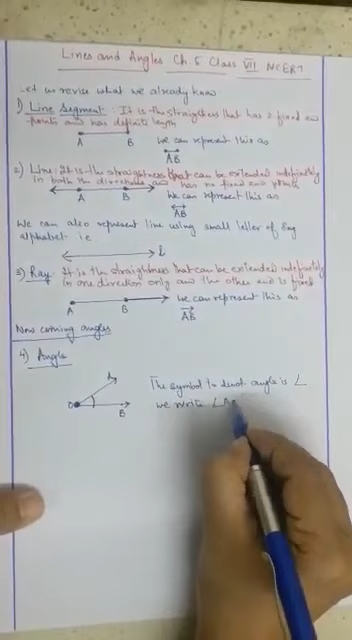 Lines and Angles Ch 5 Class VII NCERT
Let us revise what we already know
1) Line Segment: It is the straightness that has 2 fixed end
points and has definite length
A B we can represent this as
AB
2) Line: It is the straightness that can be extended indefinitely
in both the directions and has no fixed end points
A B We can represent this as
AB
We can also represent line using small letter of Eng
alphabet i.e
l
3) Ray: It is the straightness that can be extended indefinitely
in one direction only and the other end is fixed
A B we can represent this as
AB
Now coming angles
4) Angle
A
O B
The symbol to denot angle is ∠
we write ∠A